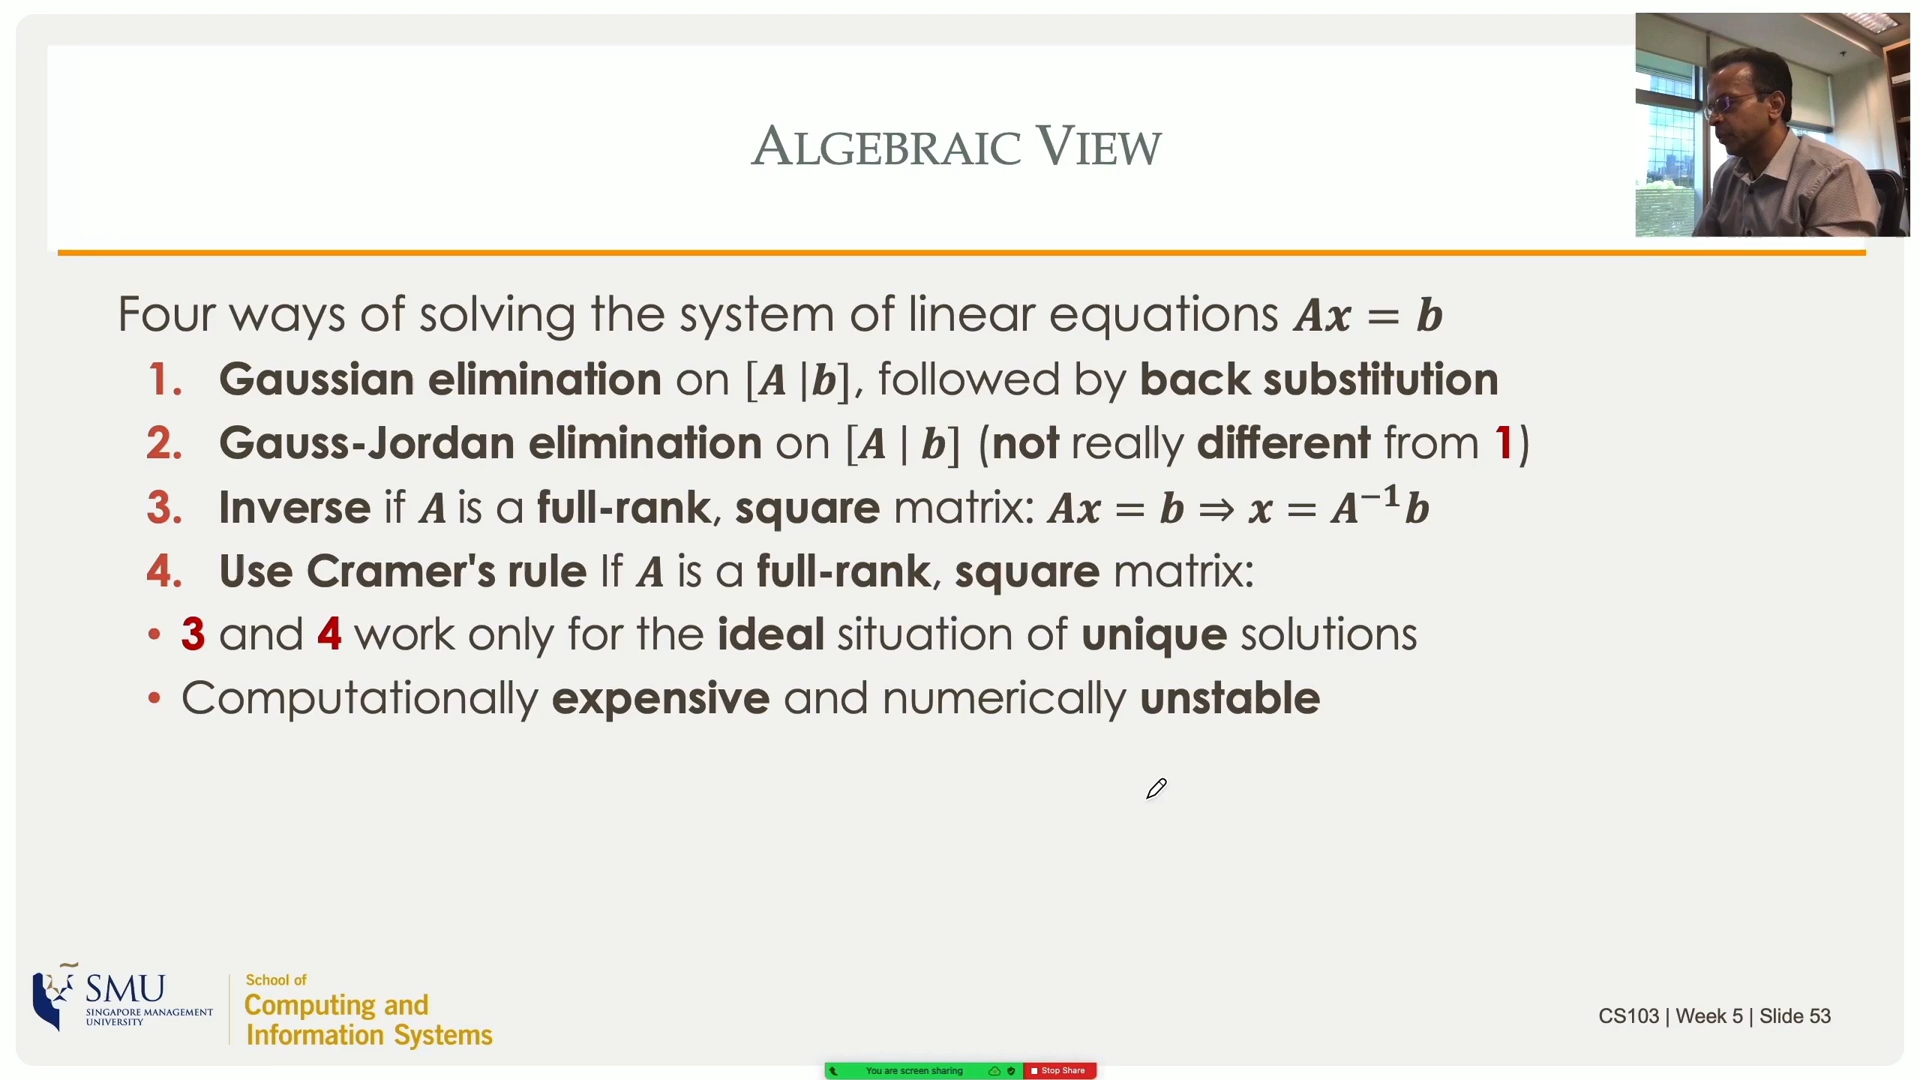 ALGEBRAIC VIEW
Four ways of solving the system of linear equations Ax = b
1. Gaussian elimination on [A |b], followed by back substitution
2. Gauss-Jordan elimination on [A | b] (not really different from 1)
3. Inverse if A is a full-rank, square matrix: Ax = b ⇒ x = A⁻¹b
4. Use Cramer's rule If A is a full-rank, square matrix:
• 3 and 4 work only for the ideal situation of unique solutions
• Computationally expensive and numerically unstable
SMU
SINGAPORE MANAGEMENT
UNIVERSITY
School of
Computing and
Information Systems
CS103 | Week 5 | Slide 53
You are screen sharing
Stop Share